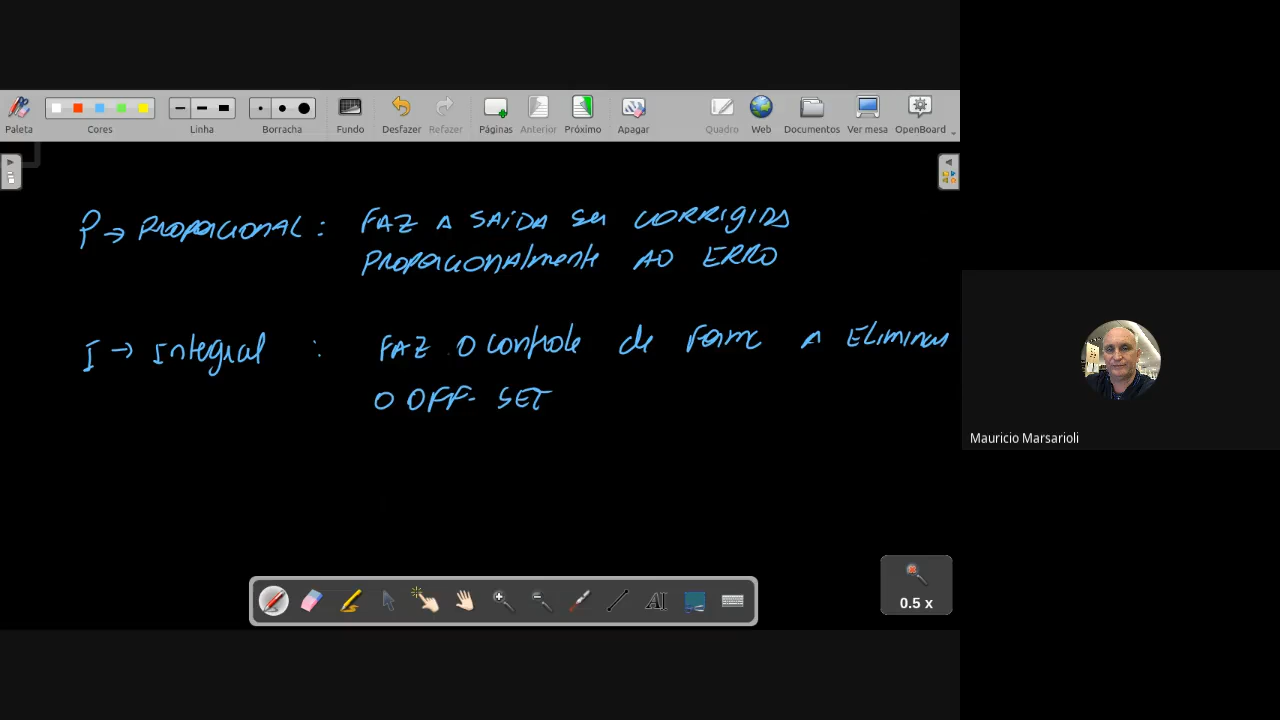 Paleta Cores Linha Borracha Fundo Desfazer Refazer Páginas Anterior Próximo Apagar Quadro Web Documentos Ver mesa OpenBoard
P → PROPORCIONAL : FAZ A SAÍDA SER CORRIGIDA
PROPORCIONALmente AO ERRO
I → Integral : FAZ O controle de forma A ELIMINAR
O OFF-SET
Mauricio Marsarioli
AI
0.5 x